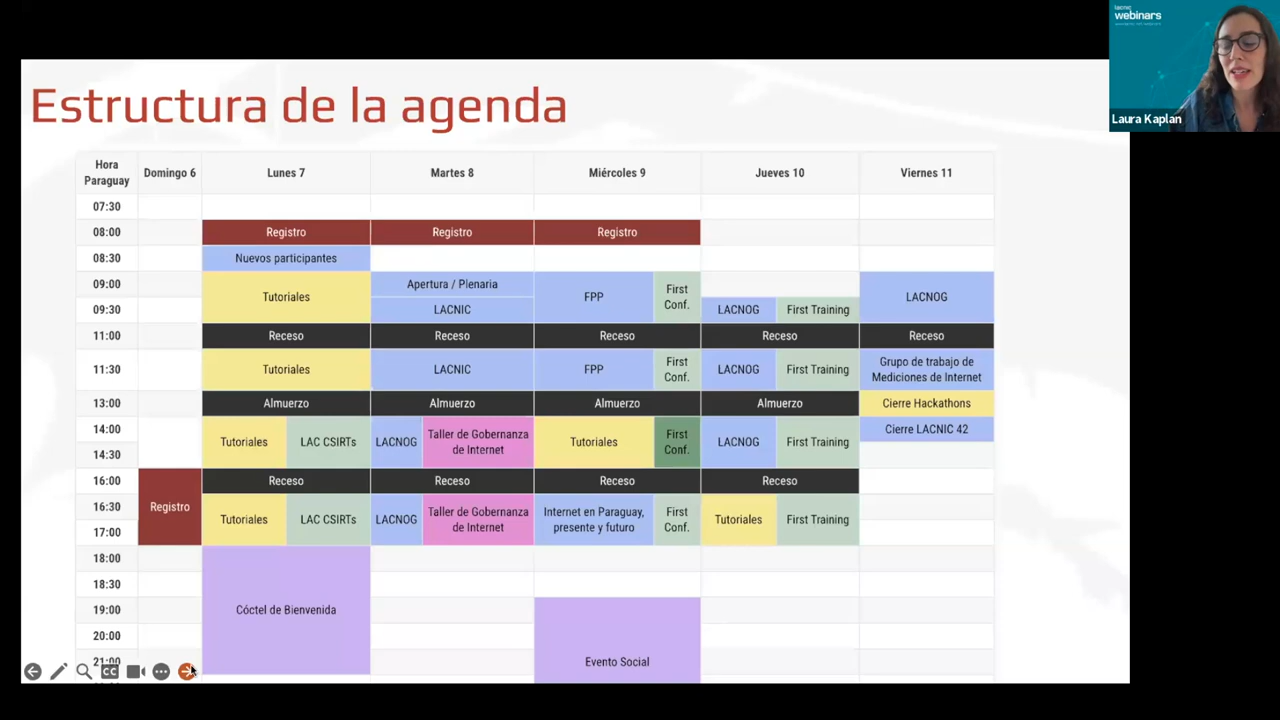 lacnic
webinars
Laura Kaplan
Estructura de la agenda
Hora
Paraguay
Domingo 6
Lunes 7
Martes 8
Miércoles 9
Jueves 10
Viernes 11
07:30
08:00
Registro
Registro
Registro
08:30
Nuevos participantes
09:00
Tutoriales
Apertura / Plenaria
FPP
First
Conf.
LACNOG
09:30
LACNIC
LACNOG
First Training
11:00
Receso
Receso
Receso
Receso
Receso
11:30
Tutoriales
LACNIC
FPP
First
Conf.
LACNOG
First Training
Grupo de trabajo de
Mediciones de Internet
13:00
Almuerzo
Almuerzo
Almuerzo
Almuerzo
Cierre Hackathons
14:00
Tutoriales
LAC CSIRTs
LACNOG
Taller de Gobernanza
de Internet
Tutoriales
First
Conf.
LACNOG
First Training
Cierre LACNIC 42
14:30
16:00
Registro
Receso
Receso
Receso
Receso
16:30
Tutoriales
LAC CSIRTs
LACNOG
Taller de Gobernanza
de Internet
Internet en Paraguay,
presente y futuro
First
Conf.
Tutoriales
First Training
17:00
18:00
18:30
19:00
Cóctel de Bienvenida
20:00
21:00
Evento Social
CC